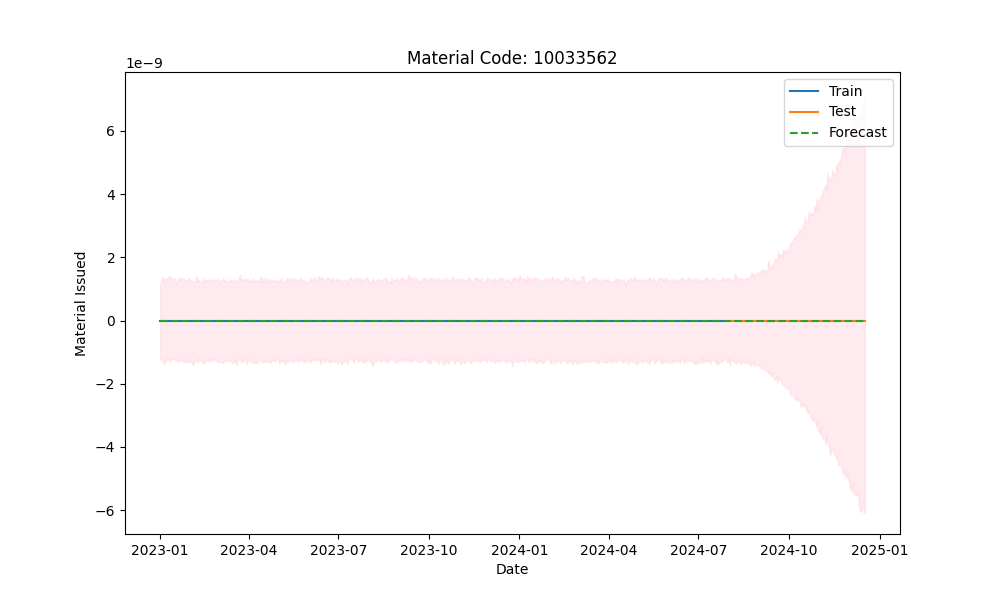 Material Code: 10033562
1e−9
Train
Test
Forecast
6
4
2
0
−2
−4
−6
Material Issued
2023-01 2023-04 2023-07 2023-10 2024-01 2024-04 2024-07 2024-10 2025-01
Date